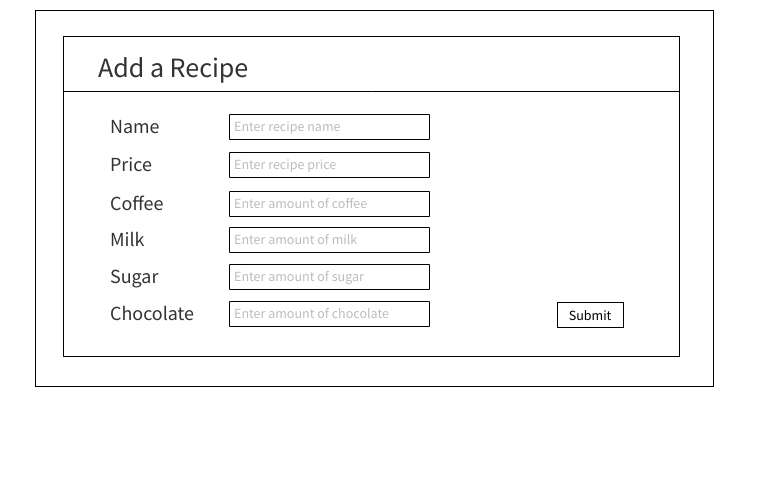 Add a Recipe
Name Enter recipe name
Price Enter recipe price
Coffee Enter amount of coffee
Milk Enter amount of milk
Sugar Enter amount of sugar
Chocolate Enter amount of chocolate Submit